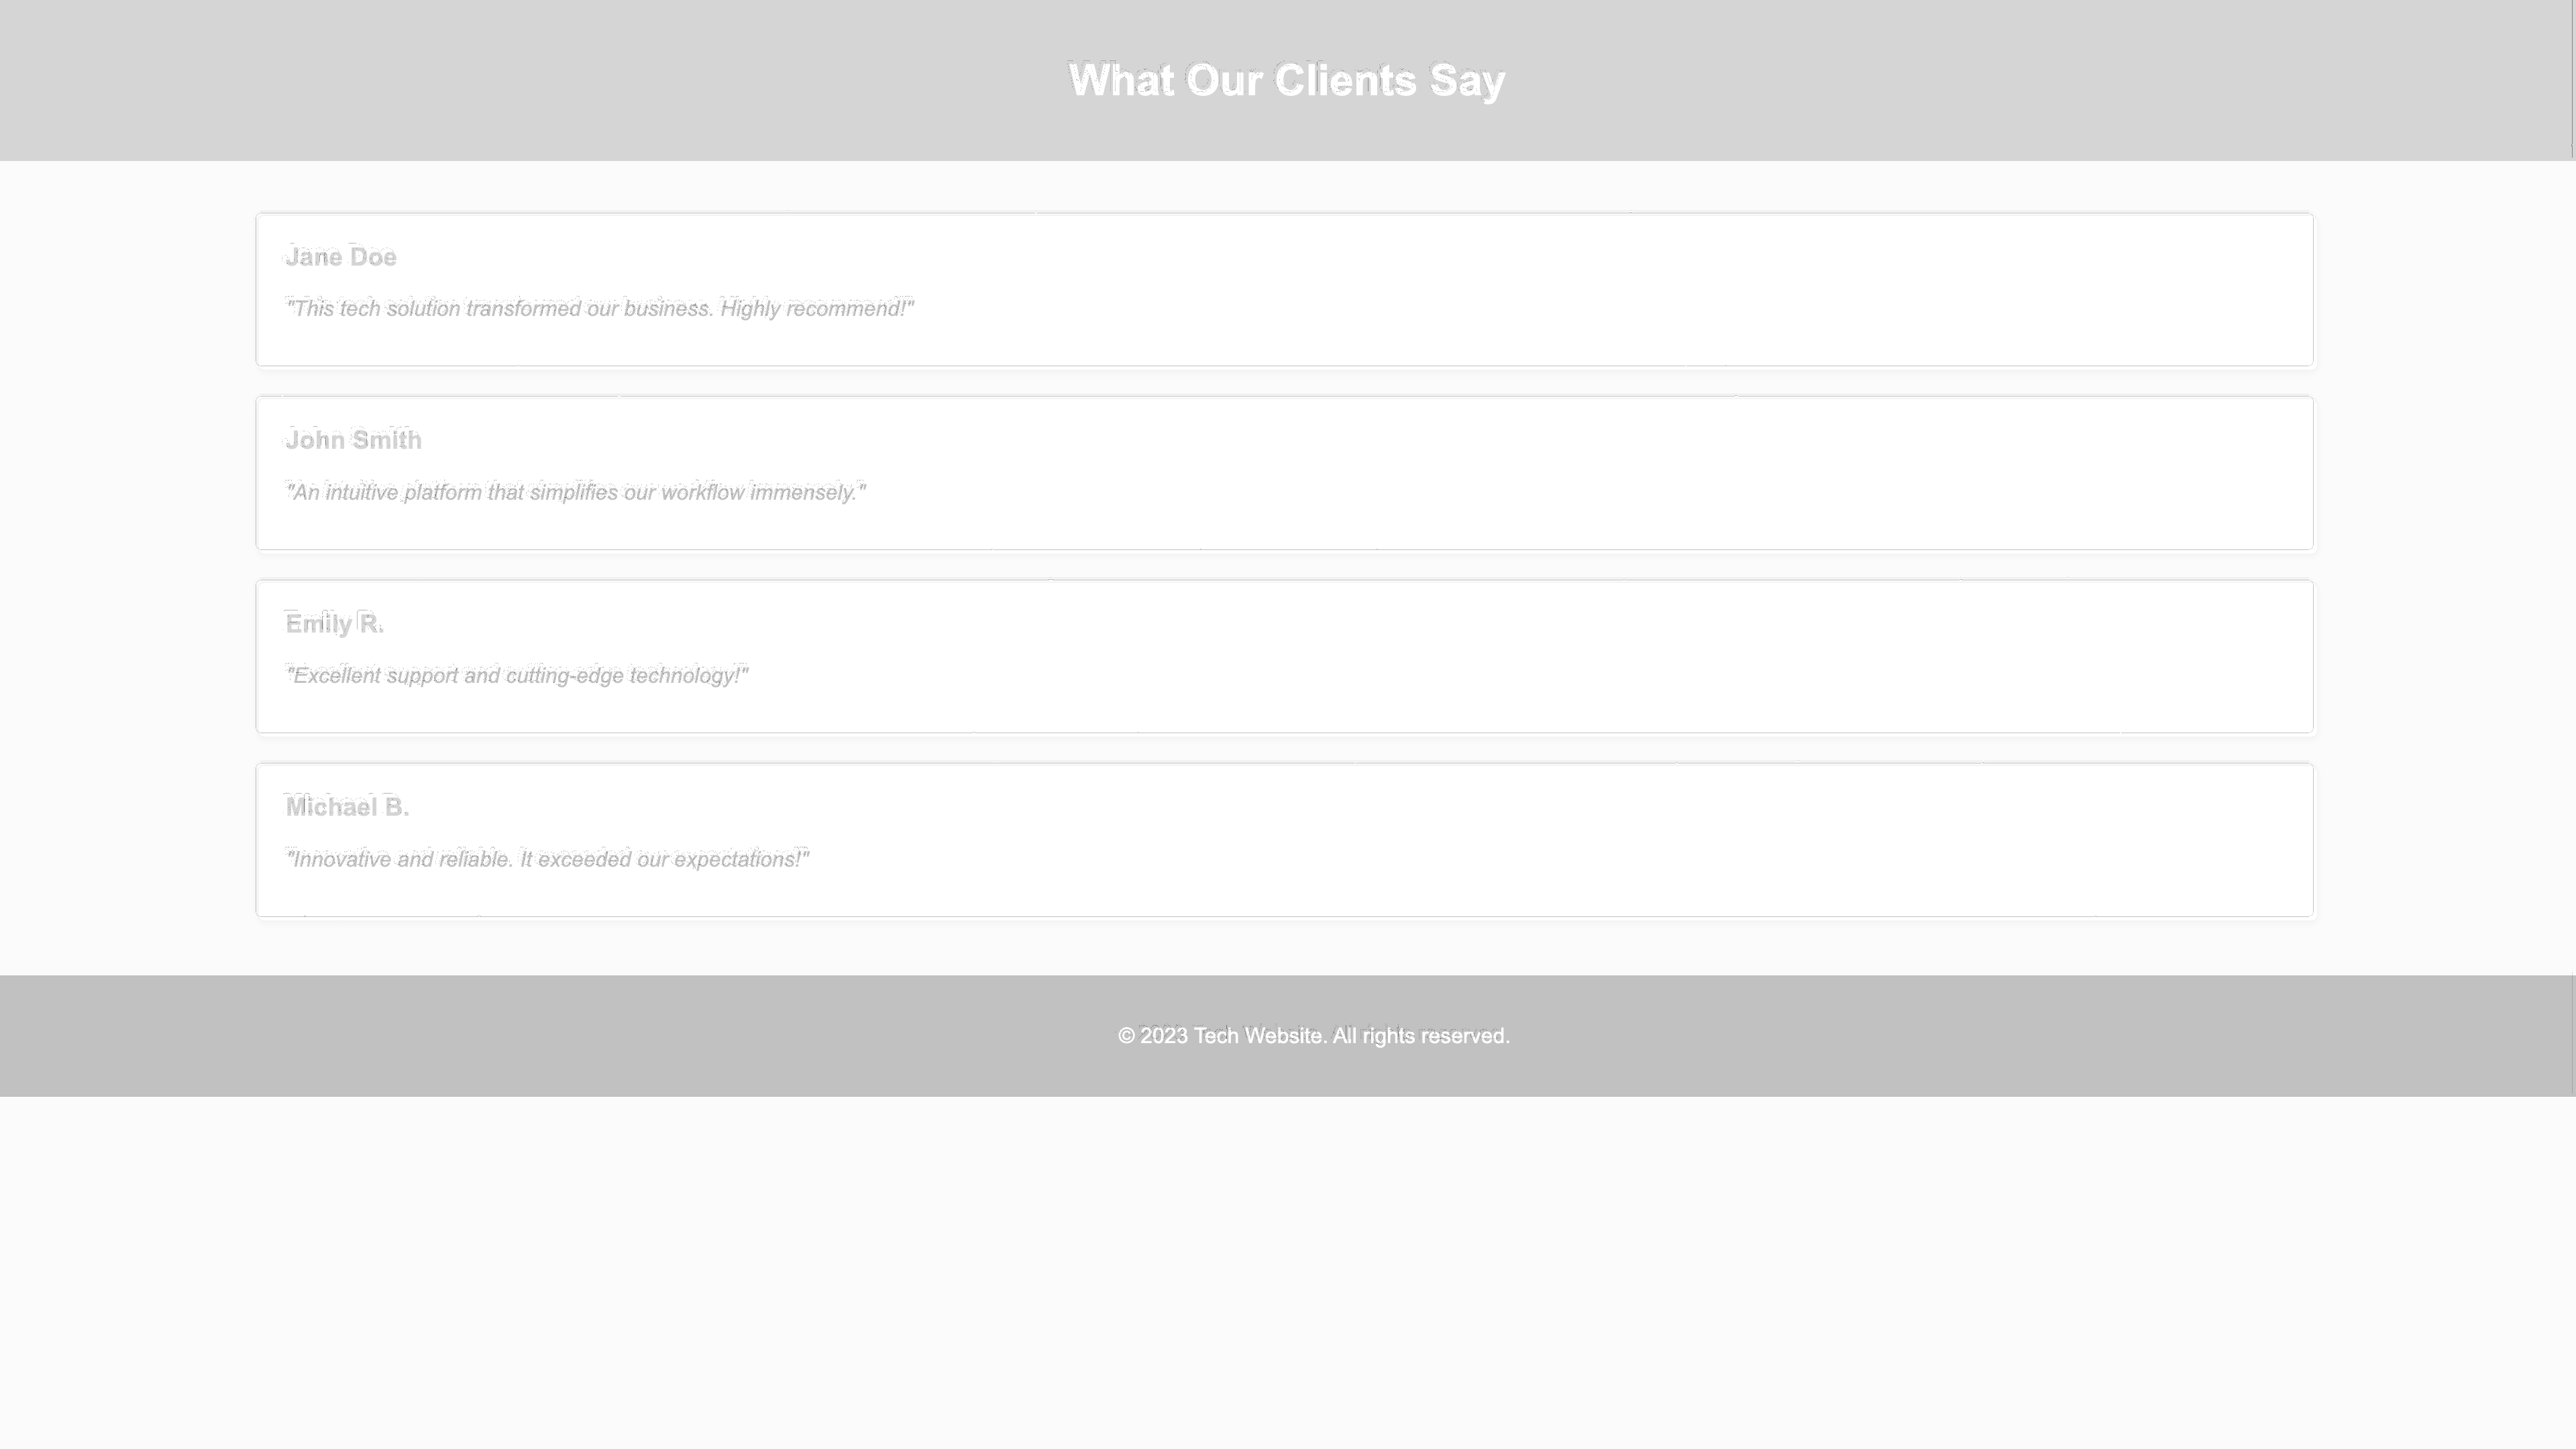 What Our Clients Say
Jane Doe
"This tech solution transformed our business. Highly recommend!"
John Smith
"An intuitive platform that simplifies our workflow immensely."
Emily R.
"Excellent support and cutting-edge technology!"
Michael B.
"Innovative and reliable. It exceeded our expectations!"
© 2023 Tech Website. All rights reserved.